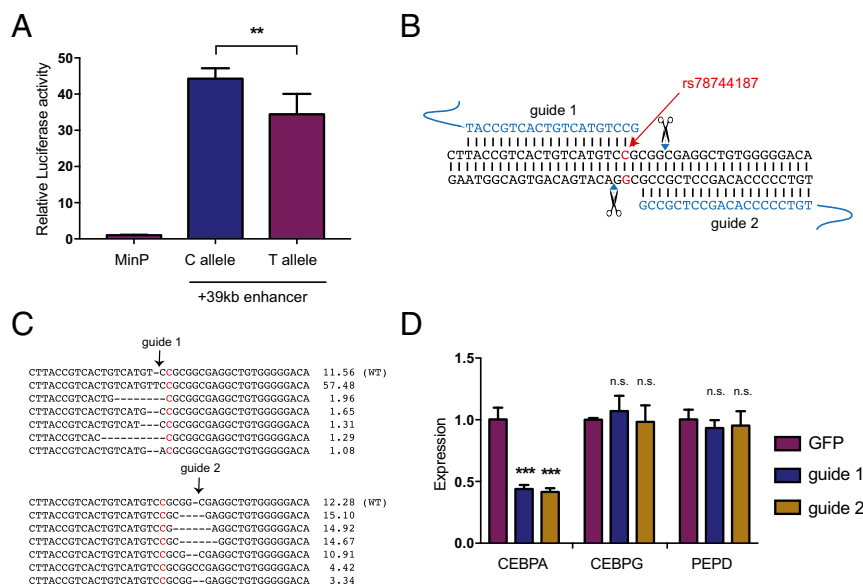 A
**
Relative Luciferase activity
50
40
30
20
10
0
MinP
C allele
T allele
+39kb enhancer
B
rs78744187
guide 1
TACCGTCACTGTCATGTCCG
CTTACCGTCACTGTCATGTCCGCGGCGAGGCTGTGGGGGACA
GAATGGCAGTGACAGTACAGGCGCCGCTCCGACACCCCCTGT
GCCGCTCCGACACCCCCTGT
guide 2
C
guide 1
CTTACCGTCACTGTCATGT-CCGCGGCGAGGCTGTGGGGGACA 11.56 (WT)
CTTACCGTCACTGTCATGTTCCGCGGCGAGGCTGTGGGGGACA 57.48
CTTACCGTCACTG--------CGCGGCGAGGCTGTGGGGGACA 1.96
CTTACCGTCACTGTCATG--CCGCGGCGAGGCTGTGGGGGACA 1.65
CTTACCGTCACTGTCAT---CCGCGGCGAGGCTGTGGGGGACA 1.31
CTTACCGTCAC----------CGCGGCGAGGCTGTGGGGGACA 1.29
CTTACCGTCACTGTCATG--ACGCGGCGAGGCTGTGGGGGACA 1.08
guide 2
CTTACCGTCACTGTCATGTCCGCGG-CGAGGCTGTGGGGGACA 12.28 (WT)
CTTACCGTCACTGTCATGTCCGC----GAGGCTGTGGGGGACA 15.10
CTTACCGTCACTGTCATGTCCG-----AGGCTGTGGGGGACA 14.92
CTTACCGTCACTGTCATGTCCG-------GGCTGTGGGGGACA 14.67
CTTACCGTCACTGTCATGTCCGCG--CGAGGCTGTGGGGGACA 10.91
CTTACCGTCACTGTCATGTCCGCGGCCGAGGCTGTGGGGGACA 4.42
CTTACCGTCACTGTCATGTCCGCGG--GAGGCTGTGGGGGACA 3.34
D
Expression
1.5
1.0
0.5
0.0
*** ***
n.s. n.s.
n.s. n.s.
CEBPA
CEBPG
PEPD
GFP
guide 1
guide 2